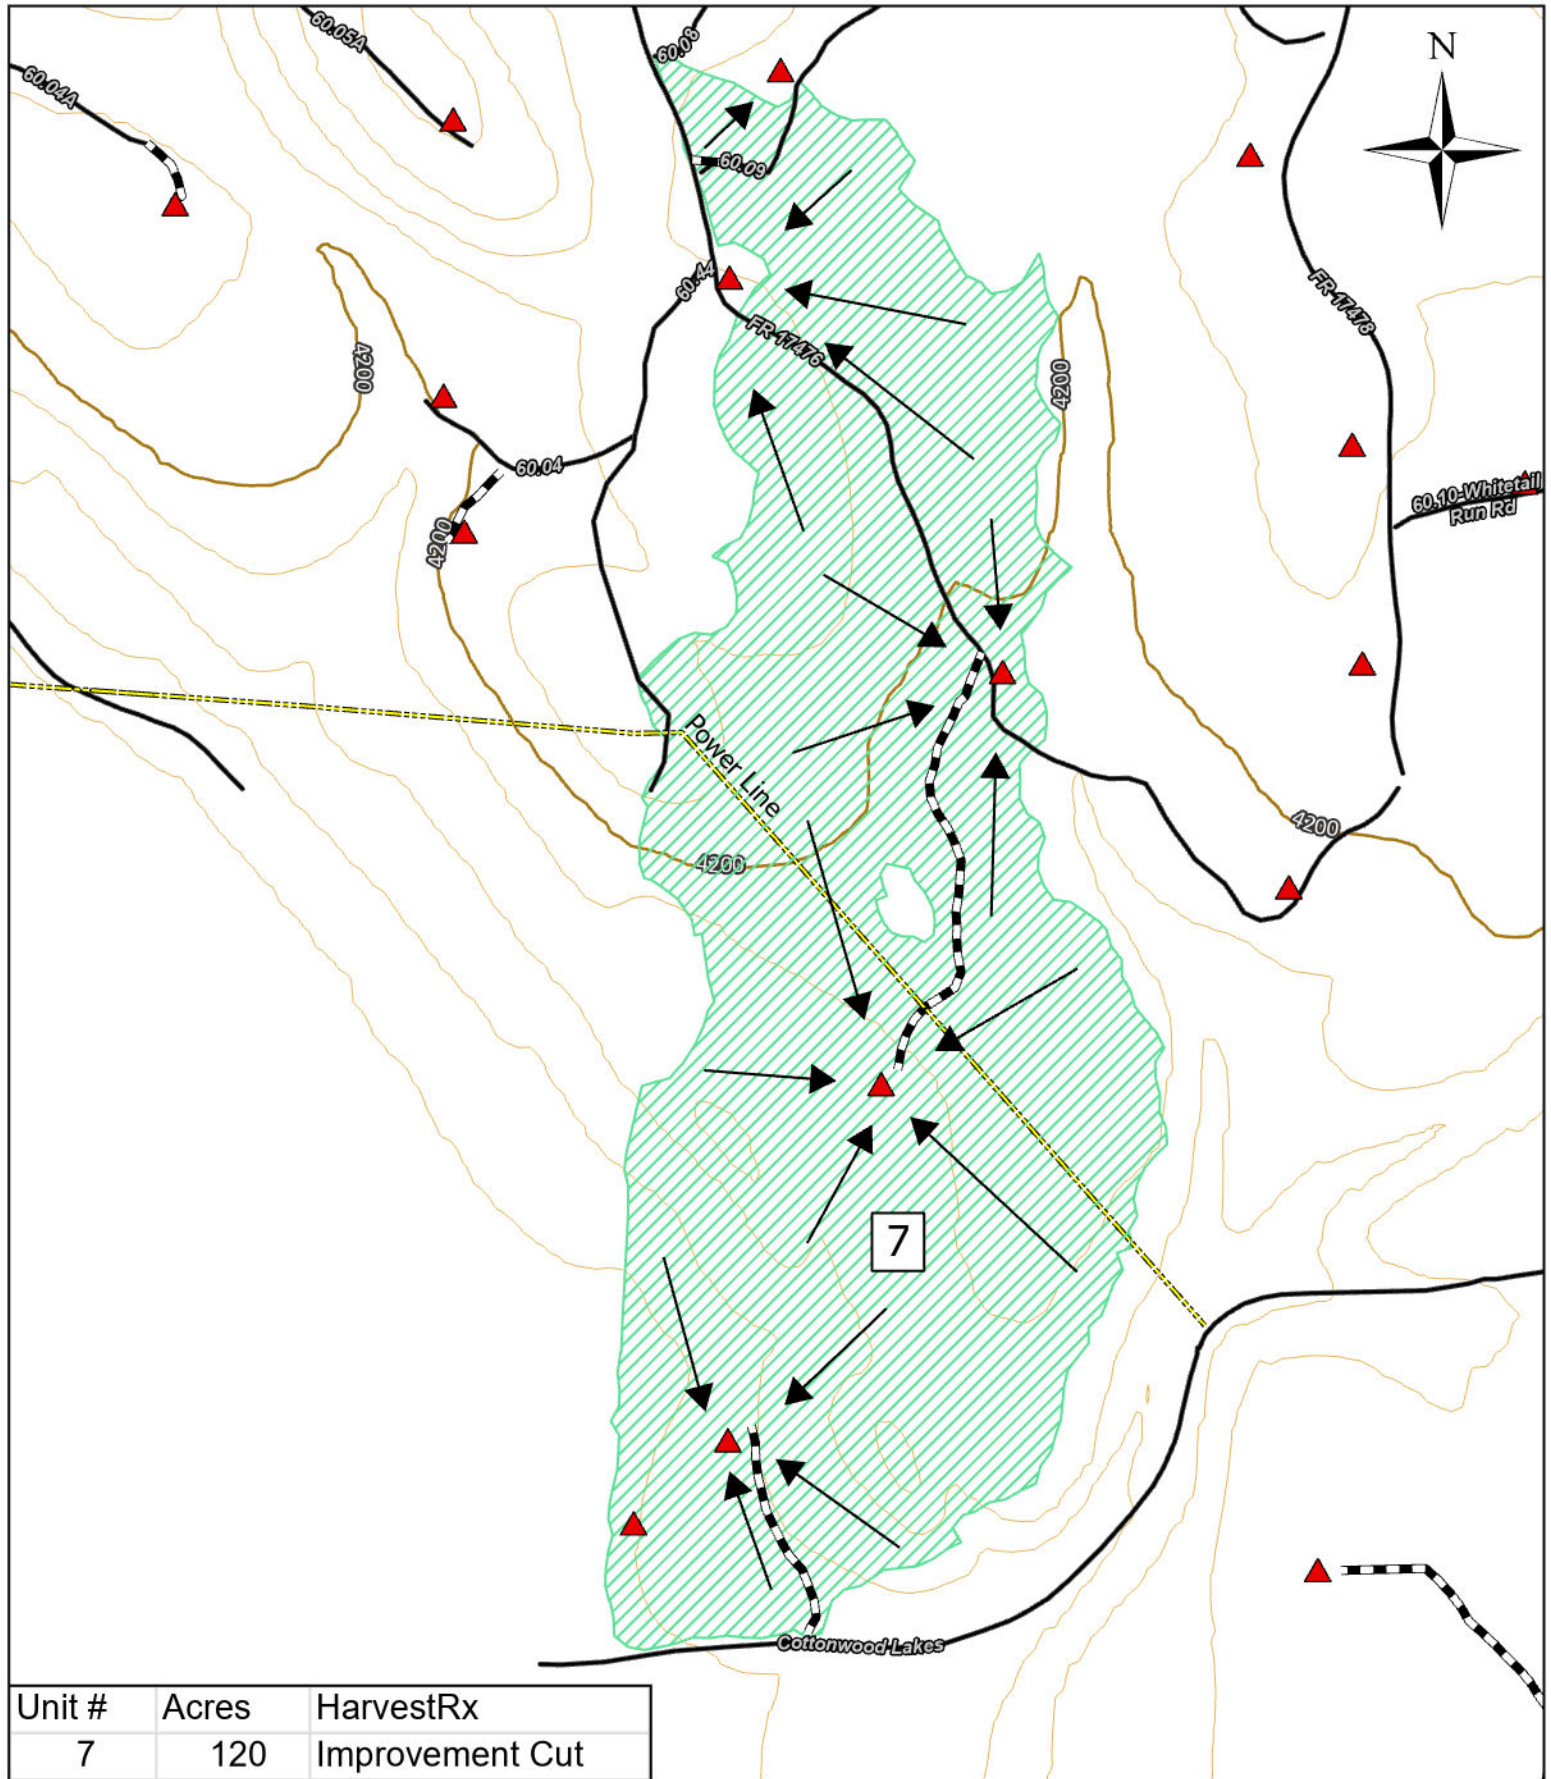 60.05A
60.08
N
60.04A
60.09
60.44
FR 17476
FR 17478
4200
4200
60.04
60.10-Whitetail
Run Rd
4200
Power Line
4200
4200
7
Cottonwood Lakes
Unit # Acres HarvestRx
7 120 Improvement Cut